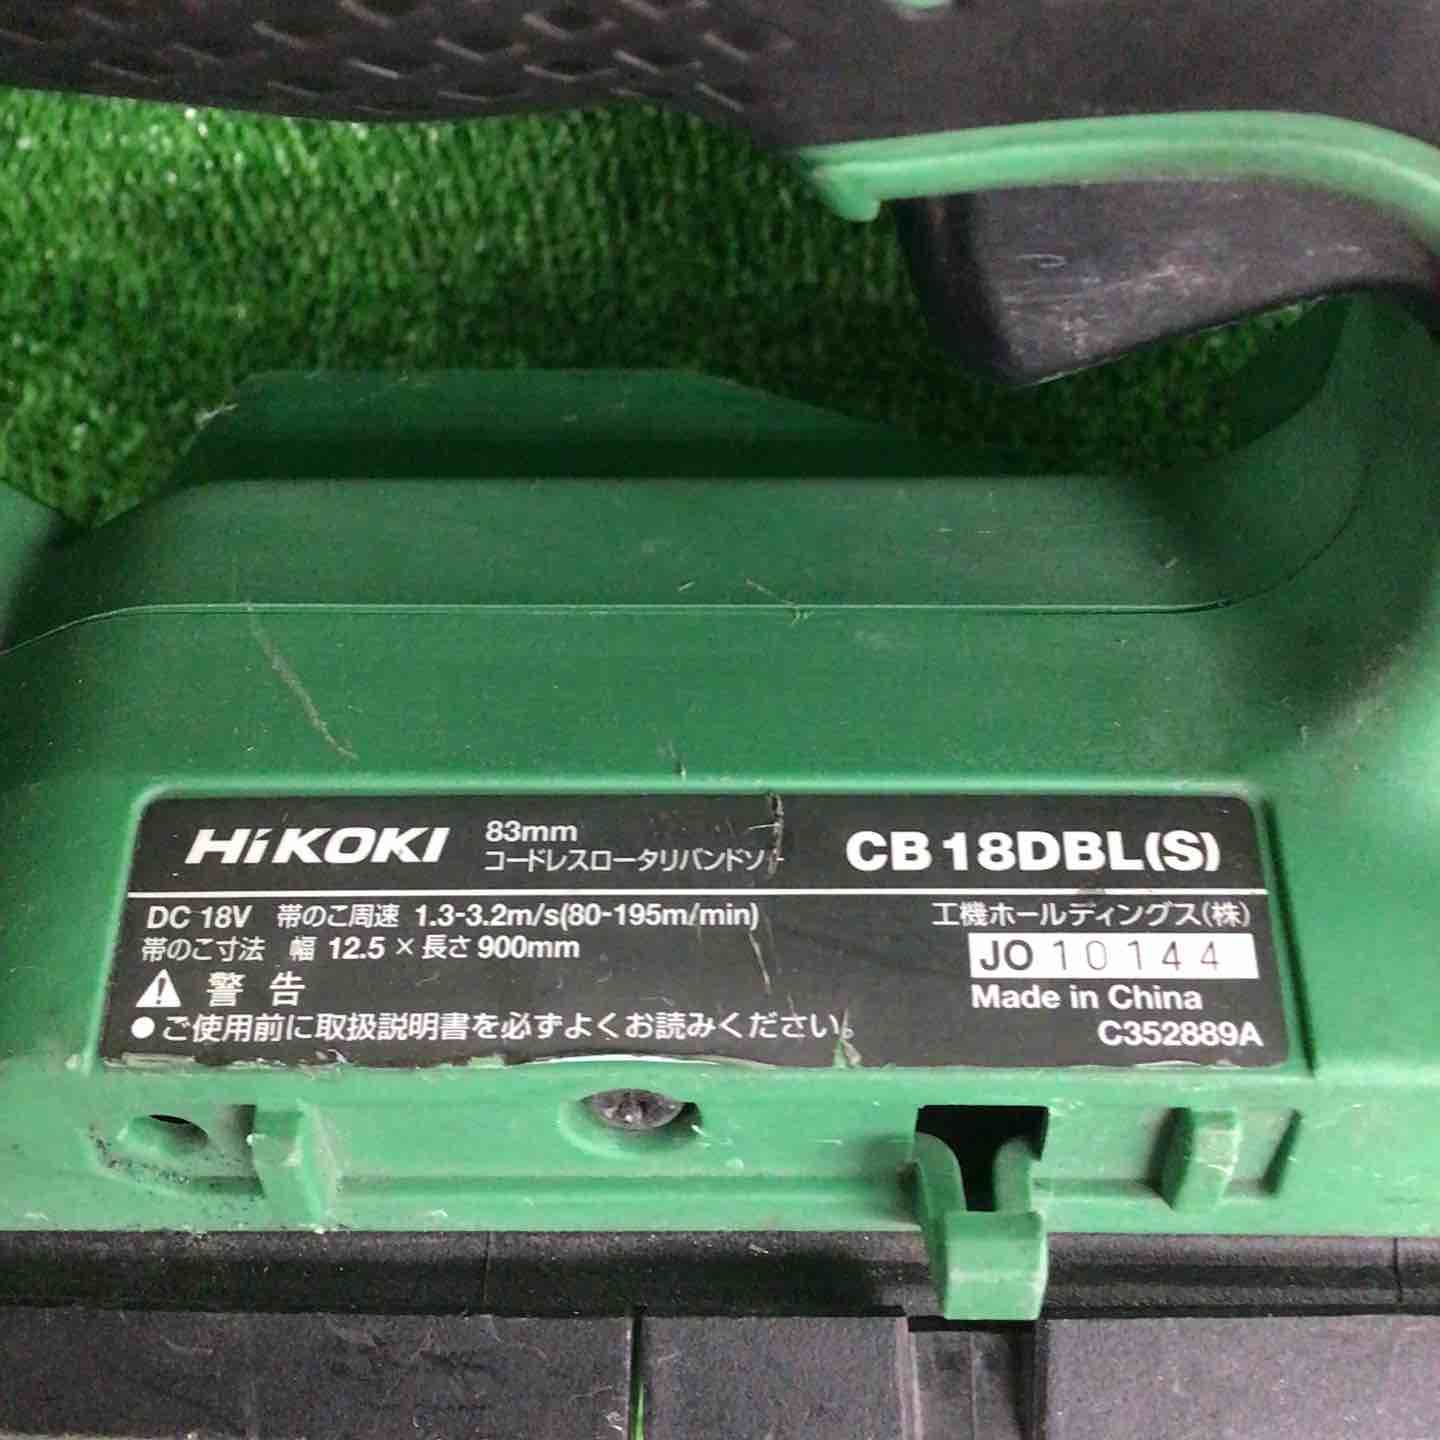 HiKOKI 83mm コードレスロータリバンドソー CB18DBL(S)
DC 18V 帯のこ周速 1.3-3.2m/s(80-195m/min) 工機ホールディングス(株)
帯のこ寸法 幅 12.5 × 長さ 900mm JO 10144
⚠ 警告 Made in China
●ご使用前に取扱説明書を必ずよくお読みください。 C352889A